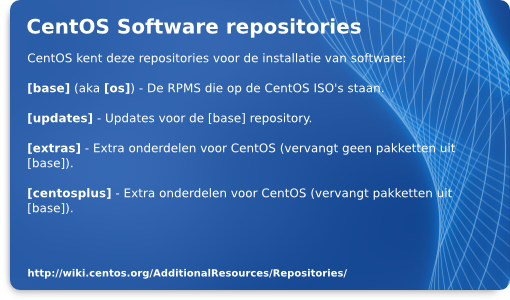 CentOS Software repositories
CentOS kent deze repositories voor de installatie van software:
[base] (aka [os]) - De RPMS die op de CentOS ISO's staan.
[updates] - Updates voor de [base] repository.
[extras] - Extra onderdelen voor CentOS (vervangt geen pakketten uit
[base]).
[centosplus] - Extra onderdelen voor CentOS (vervangt pakketten uit
[base]).
http://wiki.centos.org/AdditionalResources/Repositories/